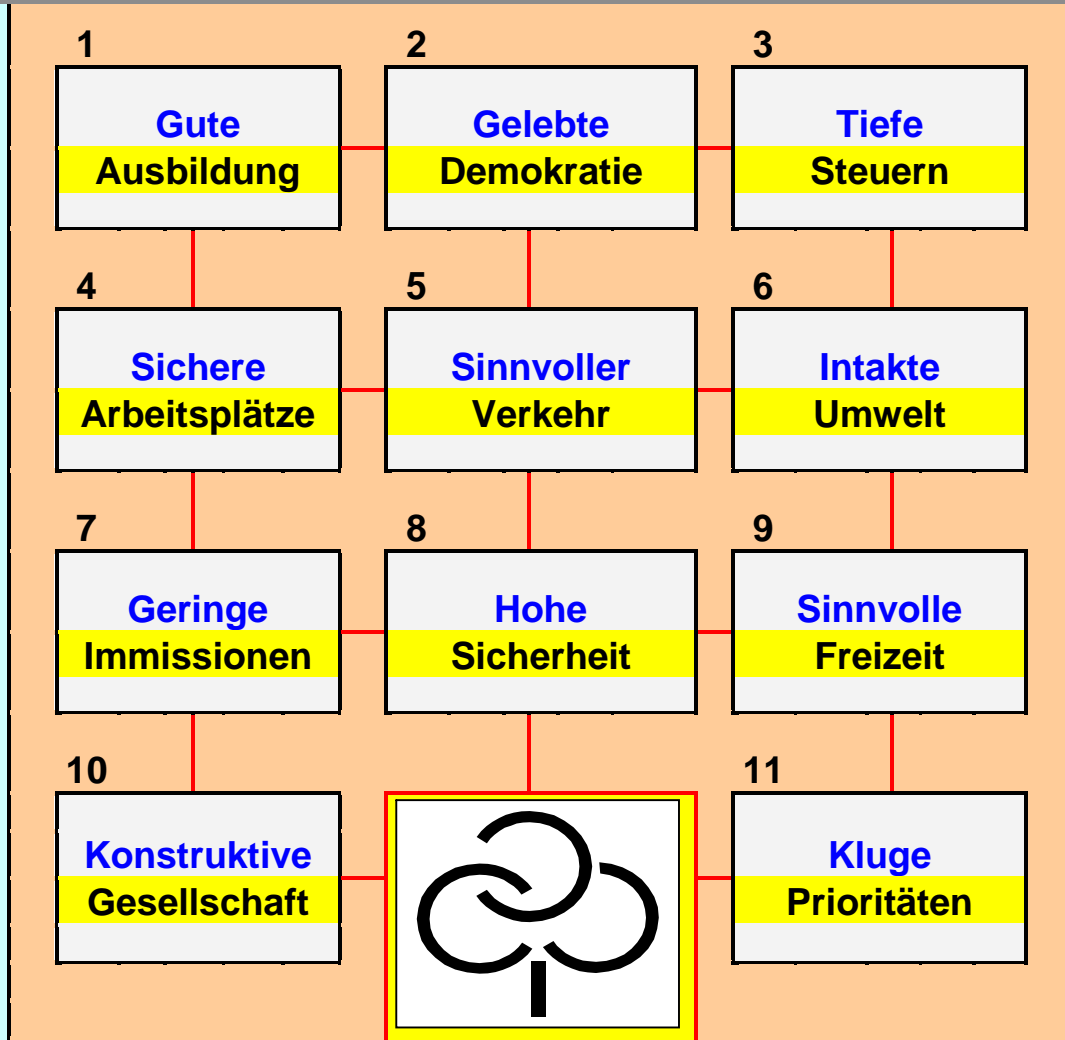 1
Gute
Ausbildung
2
Gelebte
Demokratie
3
Tiefe
Steuern
4
Sichere
Arbeitsplätze
5
Sinnvoller
Verkehr
6
Intakte
Umwelt
7
Geringe
Immissionen
8
Hohe
Sicherheit
9
Sinnvolle
Freizeit
10
Konstruktive
Gesellschaft
11
Kluge
Prioritäten